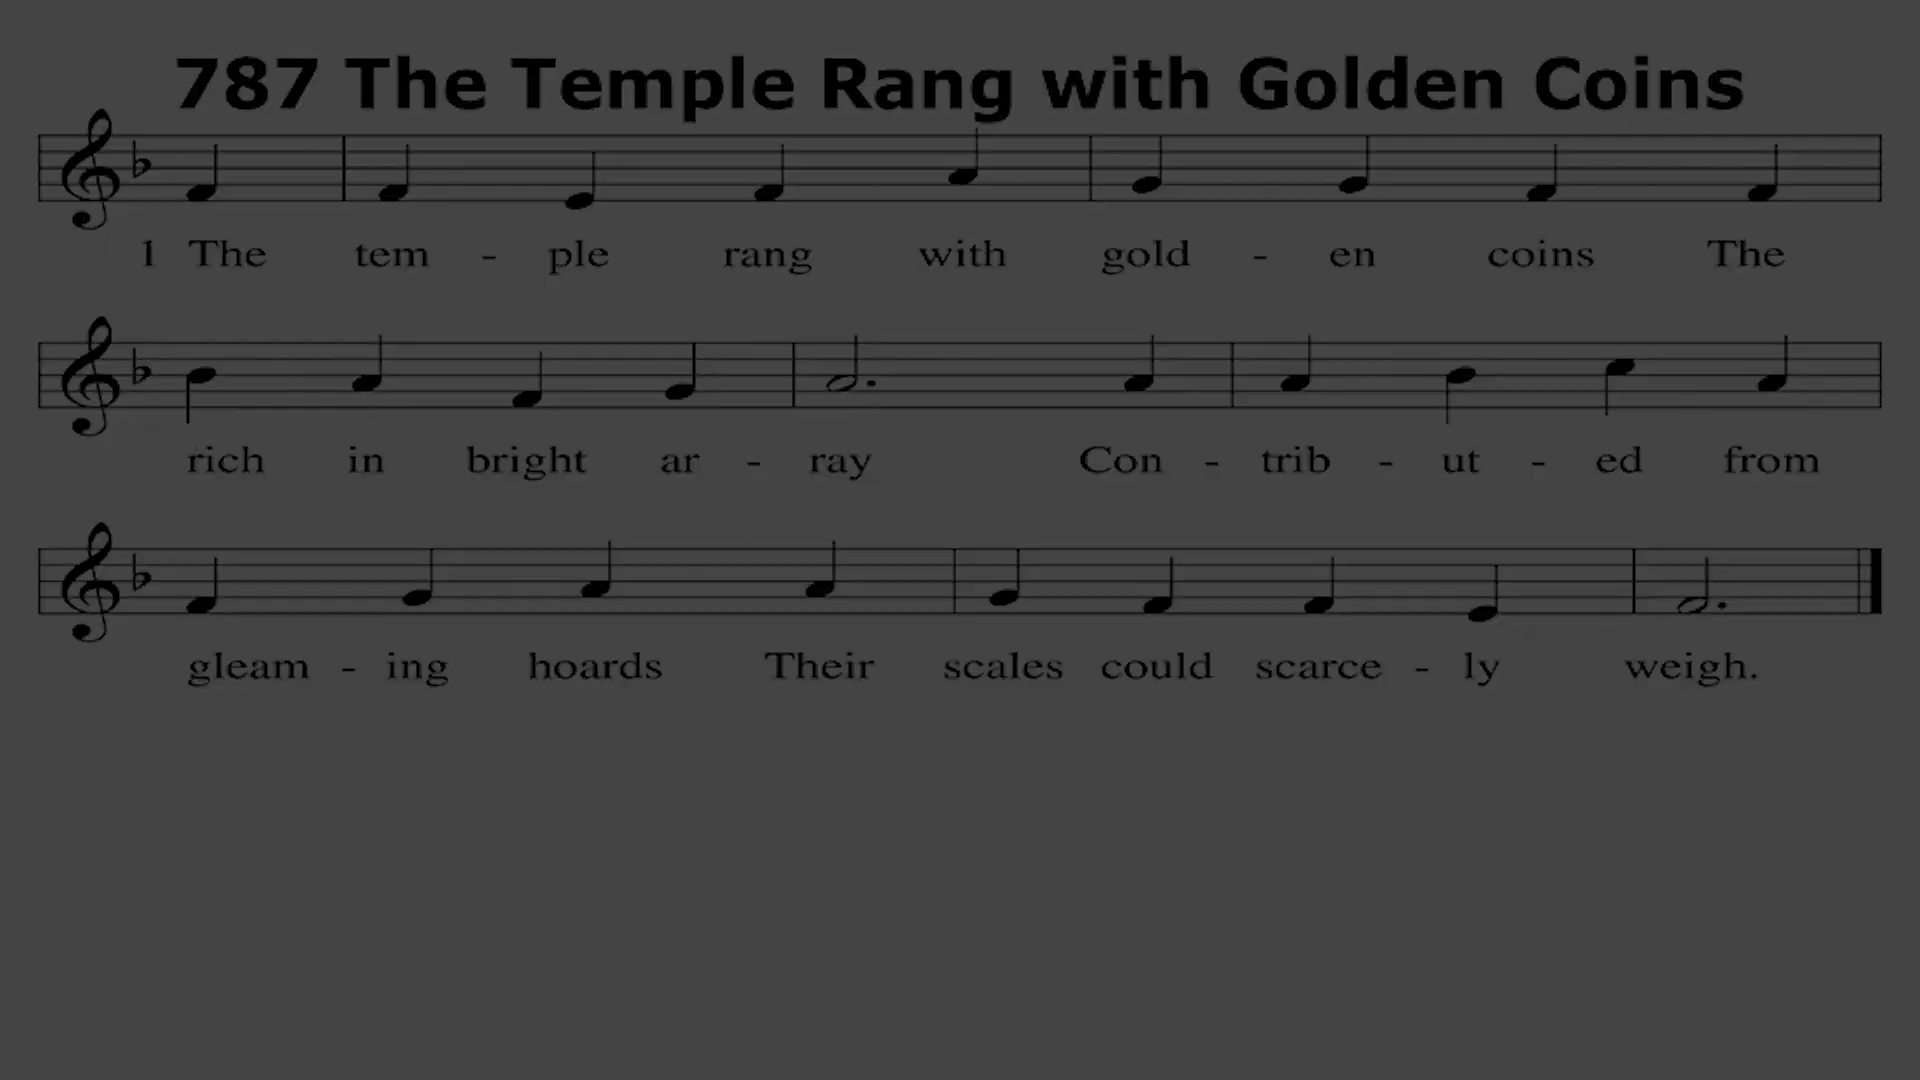 787 The Temple Rang with Golden Coins
1 The tem - ple rang with gold - en coins The
rich in bright ar - ray Con - trib - ut - ed from
gleam - ing hoards Their scales could scarce - ly weigh.